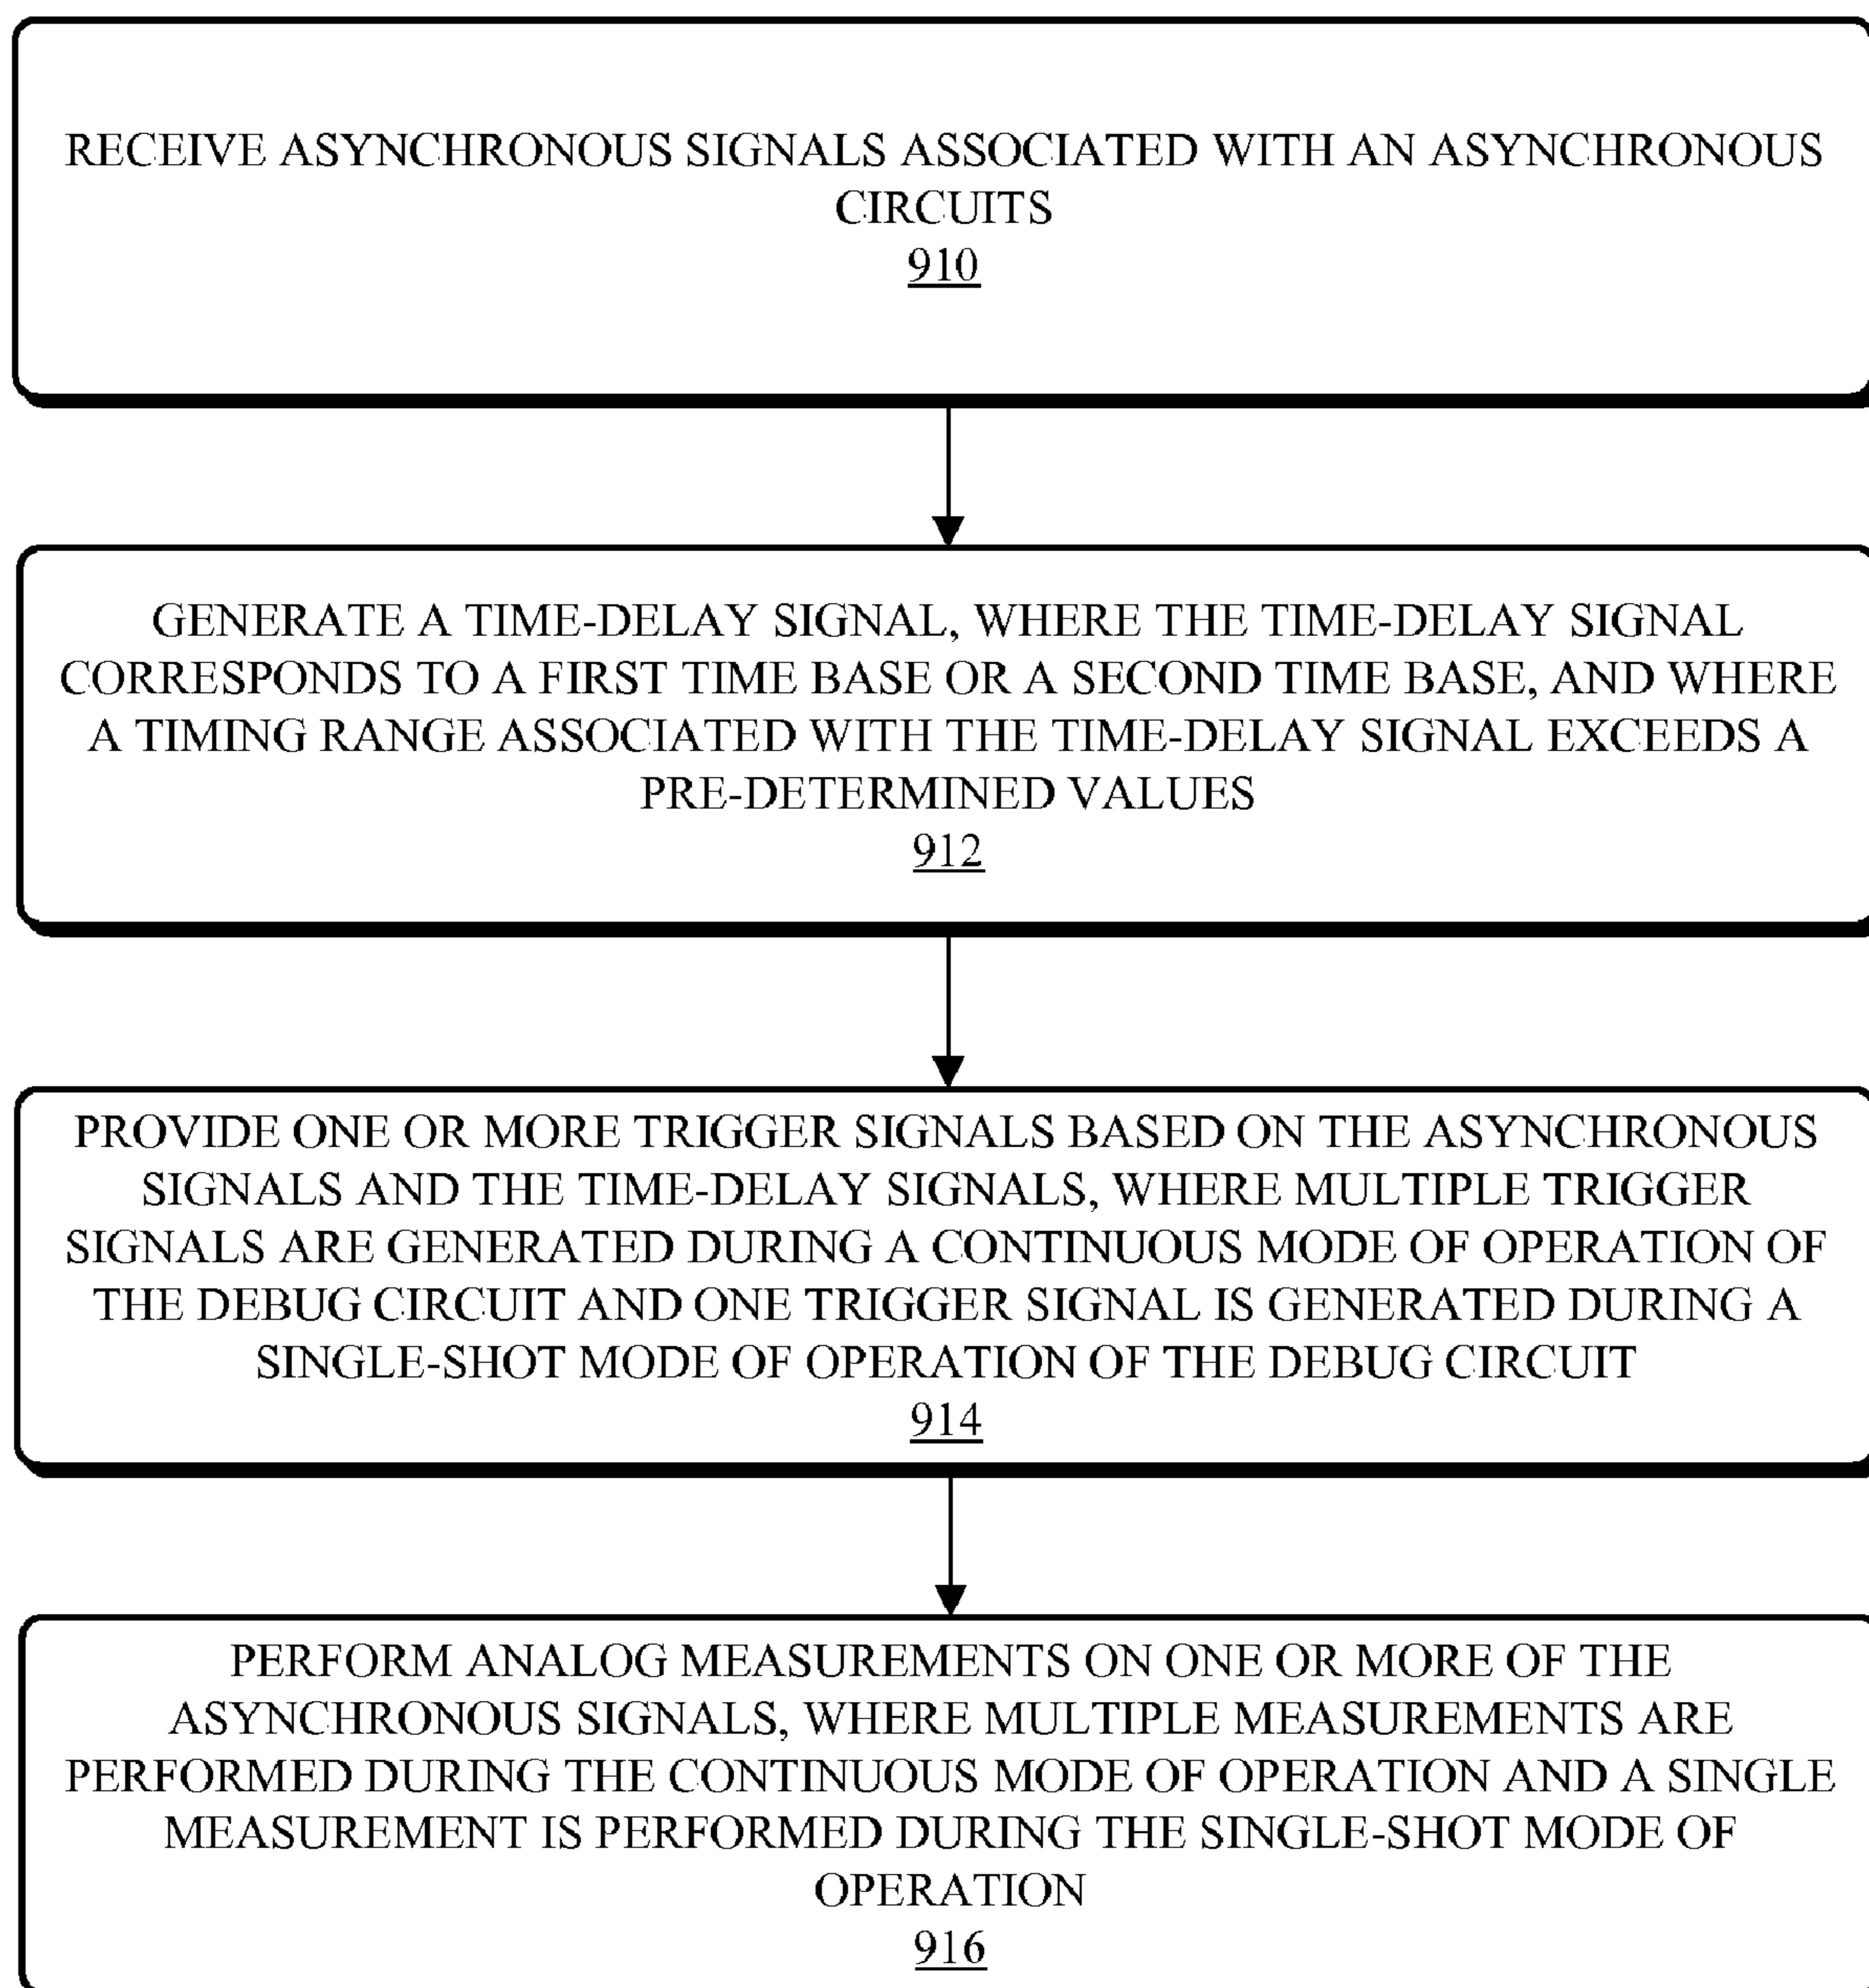 RECEIVE ASYNCHRONOUS SIGNALS ASSOCIATED WITH AN ASYNCHRONOUS
CIRCUITS
910
GENERATE A TIME-DELAY SIGNAL, WHERE THE TIME-DELAY SIGNAL
CORRESPONDS TO A FIRST TIME BASE OR A SECOND TIME BASE, AND WHERE
A TIMING RANGE ASSOCIATED WITH THE TIME-DELAY SIGNAL EXCEEDS A
PRE-DETERMINED VALUES
912
PROVIDE ONE OR MORE TRIGGER SIGNALS BASED ON THE ASYNCHRONOUS
SIGNALS AND THE TIME-DELAY SIGNALS, WHERE MULTIPLE TRIGGER
SIGNALS ARE GENERATED DURING A CONTINUOUS MODE OF OPERATION OF
THE DEBUG CIRCUIT AND ONE TRIGGER SIGNAL IS GENERATED DURING A
SINGLE-SHOT MODE OF OPERATION OF THE DEBUG CIRCUIT
914
PERFORM ANALOG MEASUREMENTS ON ONE OR MORE OF THE
ASYNCHRONOUS SIGNALS, WHERE MULTIPLE MEASUREMENTS ARE
PERFORMED DURING THE CONTINUOUS MODE OF OPERATION AND A SINGLE
MEASUREMENT IS PERFORMED DURING THE SINGLE-SHOT MODE OF
OPERATION
916